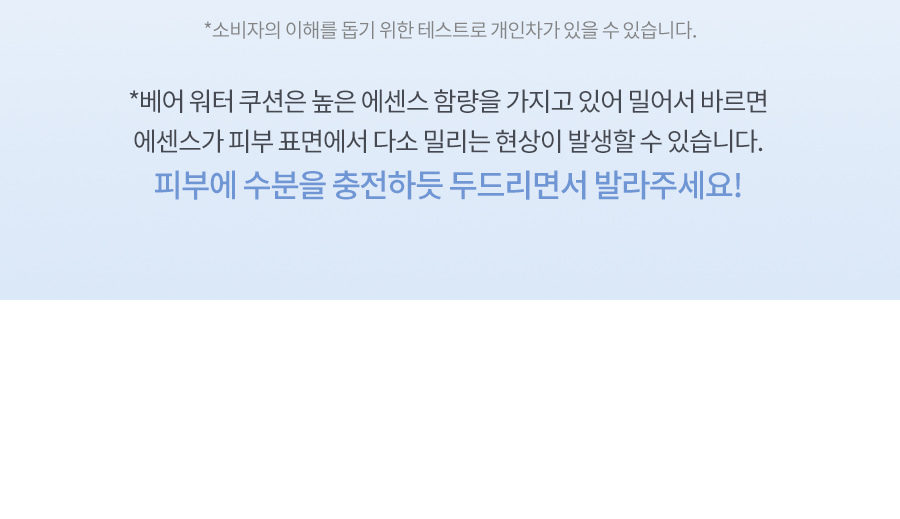 *소비자의 이해를 돕기 위한 테스트로 개인차가 있을 수 있습니다.
*베어 워터 쿠션은 높은 에센스 함량을 가지고 있어 밀어서 바르면
에센스가 피부 표면에서 다소 밀리는 현상이 발생할 수 있습니다.
피부에 수분을 충전하듯 두드리면서 발라주세요!